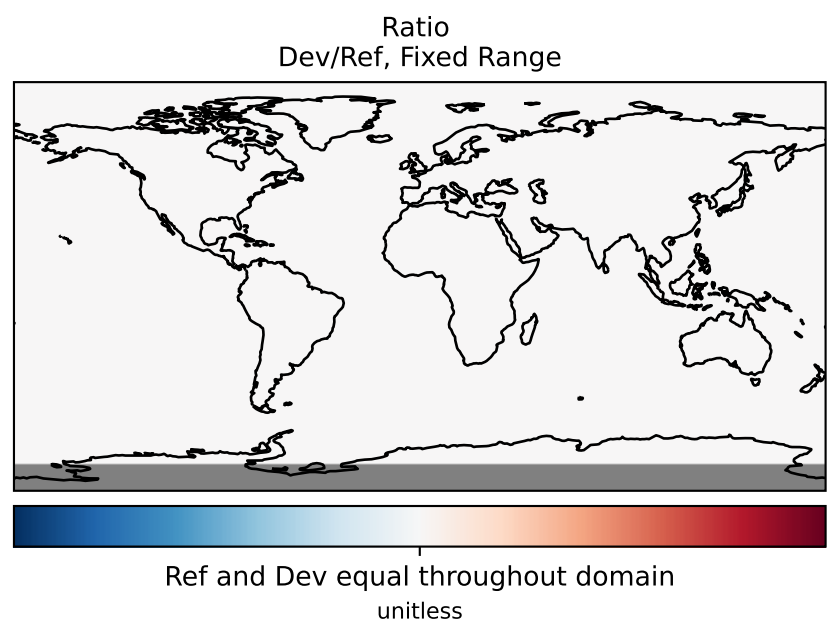 Ratio
Dev/Ref, Fixed Range
Ref and Dev equal throughout domain
unitless